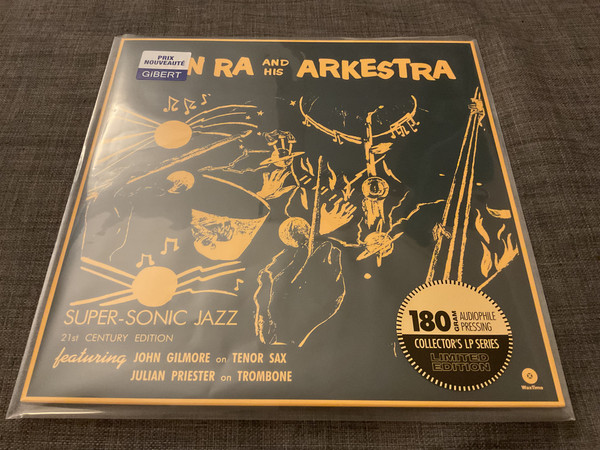 PRIX
NOUVEAUTÉ
GIBERT
N RA AND HIS ARKESTRA
SUPER-SONIC JAZZ
21st CENTURY EDITION
featuring JOHN GILMORE on TENOR SAX
JULIAN PRIESTER on TROMBONE
180 GRAM AUDIOPHILE PRESSING
COLLECTOR'S LP SERIES
LIMITED
EDITION
WaxTime